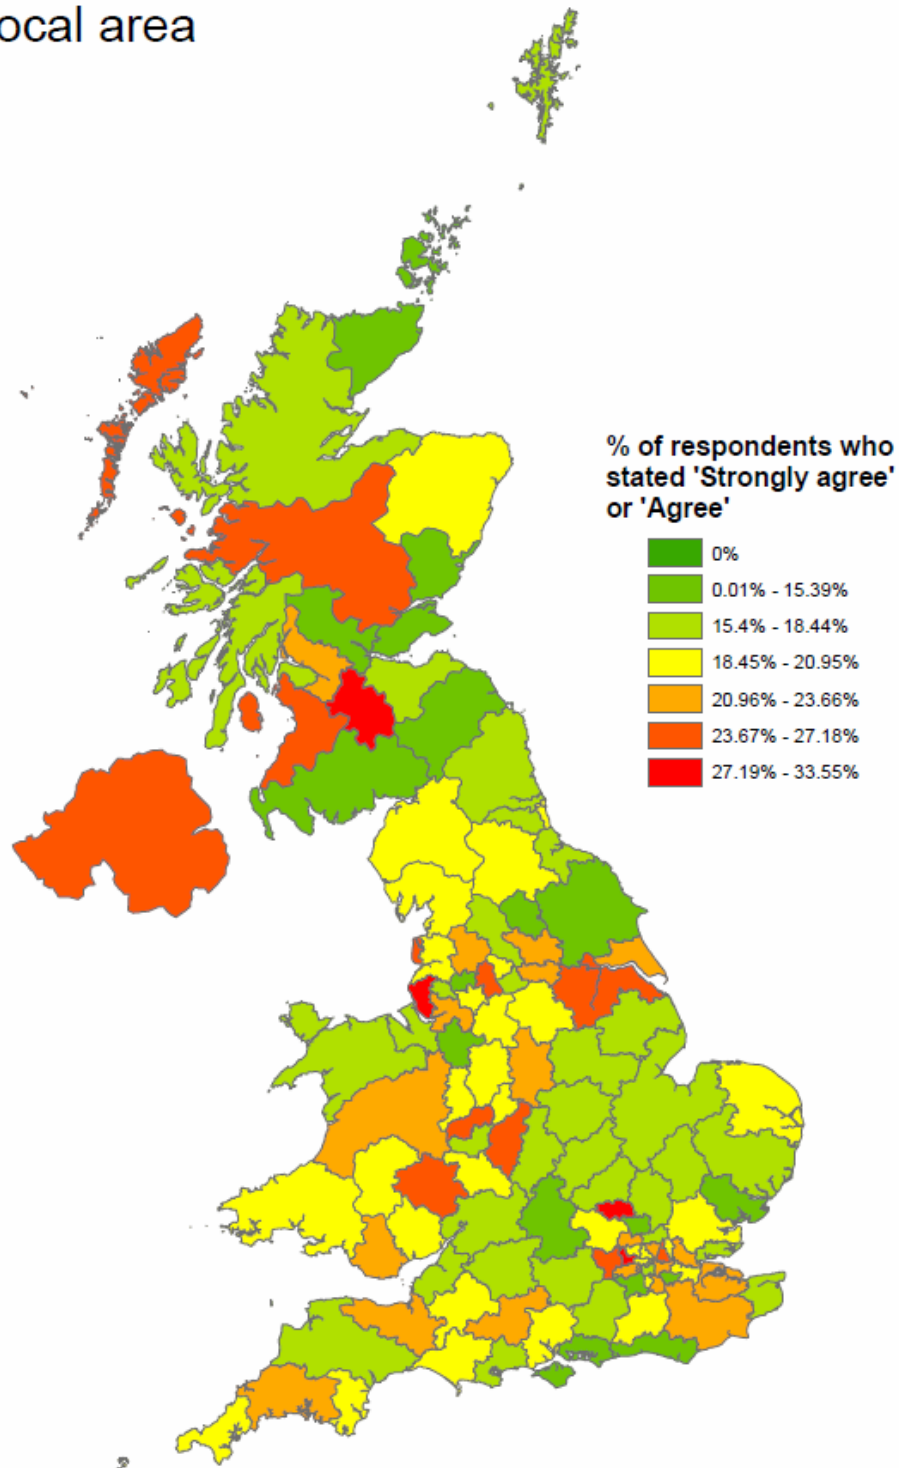 ocal area
% of respondents who
stated 'Strongly agree'
or 'Agree'
0%
0.01% - 15.39%
15.4% - 18.44%
18.45% - 20.95%
20.96% - 23.66%
23.67% - 27.18%
27.19% - 33.55%